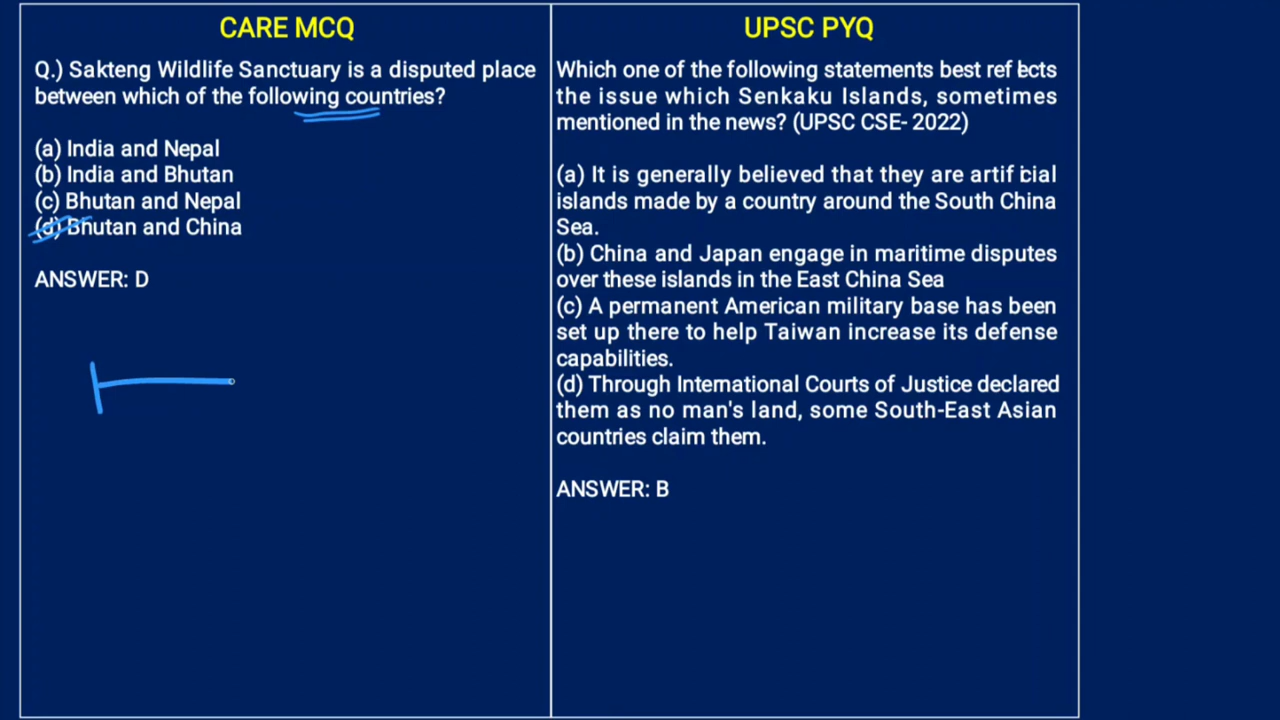 CARE MCQ
Q.) Sakteng Wildlife Sanctuary is a disputed place
between which of the following countries?
(a) India and Nepal
(b) India and Bhutan
(c) Bhutan and Nepal
(d) Bhutan and China
ANSWER: D
UPSC PYQ
Which one of the following statements best reflects
the issue which Senkaku Islands, sometimes
mentioned in the news? (UPSC CSE- 2022)
(a) It is generally believed that they are artificial
islands made by a country around the South China
Sea.
(b) China and Japan engage in maritime disputes
over these islands in the East China Sea
(c) A permanent American military base has been
set up there to help Taiwan increase its defense
capabilities.
(d) Through International Courts of Justice declared
them as no man's land, some South-East Asian
countries claim them.
ANSWER: B